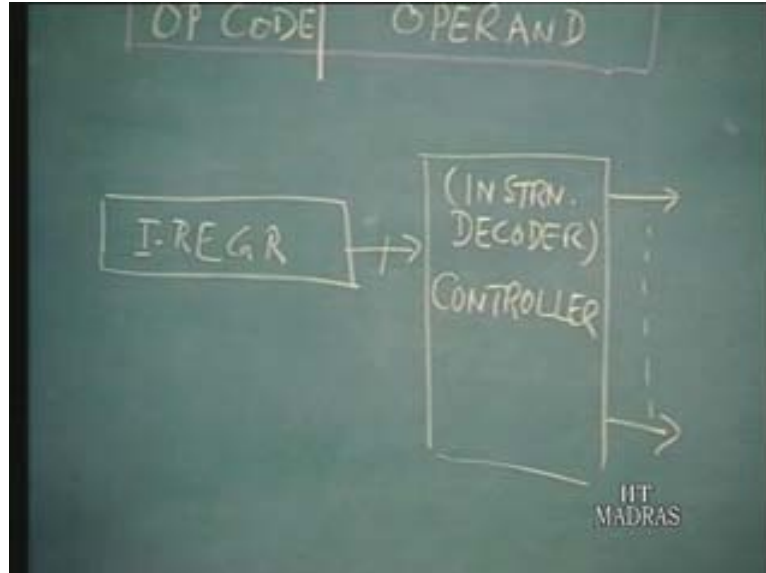 OP CODE OPERAND
I-REGR
(INSTRN.
DECODER)
CONTROLLER
IIT
MADRAS